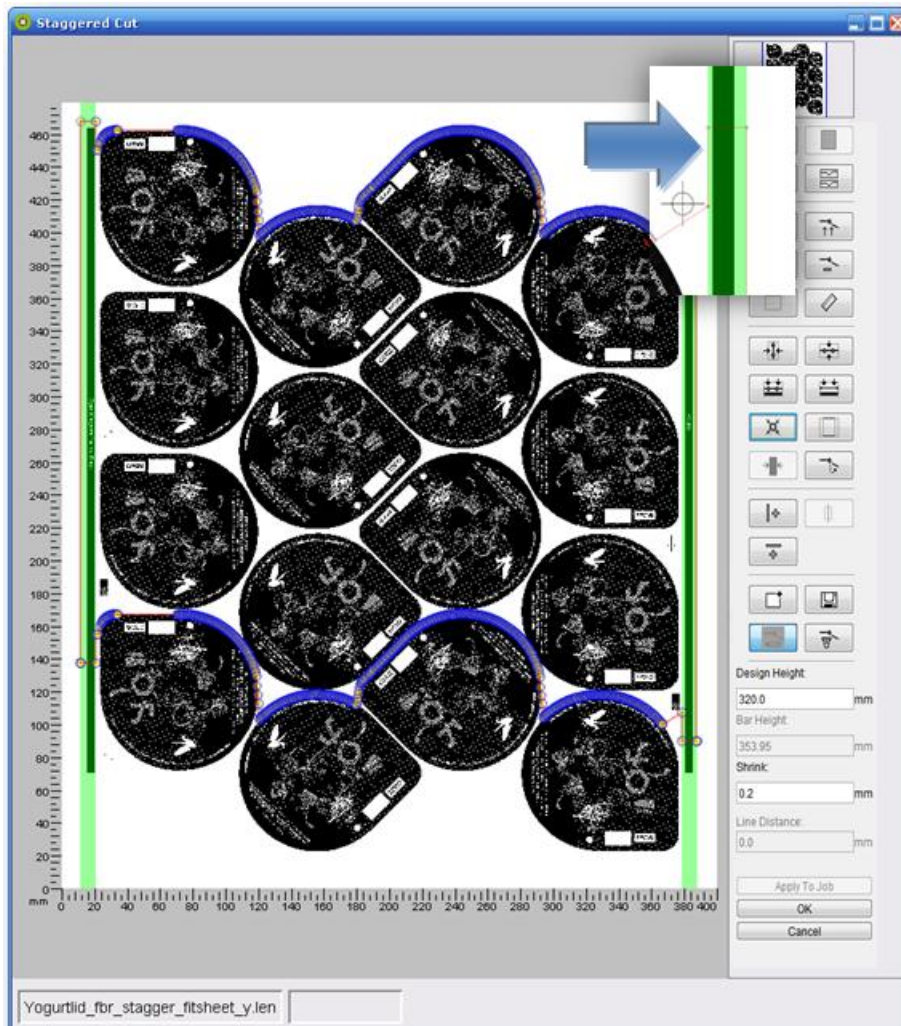 Staggered Cut
460
440
420
400
380
360
340
320
300
280
260
240
220
200
180
160
140
120
100
80
60
40
20
0
mm 0 20 40 60 80 100 120 140 160 180 200 220 240 260 280 300 320 340 360 380 400
Design Height:
320.0 mm
Bar Height:
353.95 mm
Shrink:
0.2 mm
Line Distance:
0.0 mm
Apply To Job
OK
Cancel
Yogurtlid_fbr_stagger_fitsheet_y.len